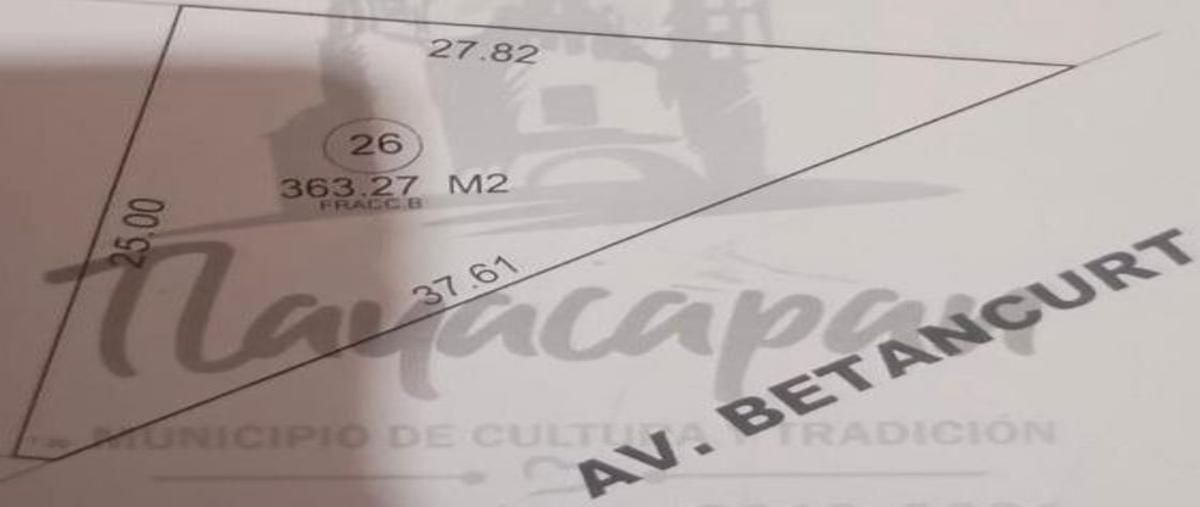 27.82
26
363.27 M2
FRACC.B
25.00
37.61
Tlayacapan
MUNICIPIO DE CULTURA Y TRADICIÓN
AV. BETANCURT